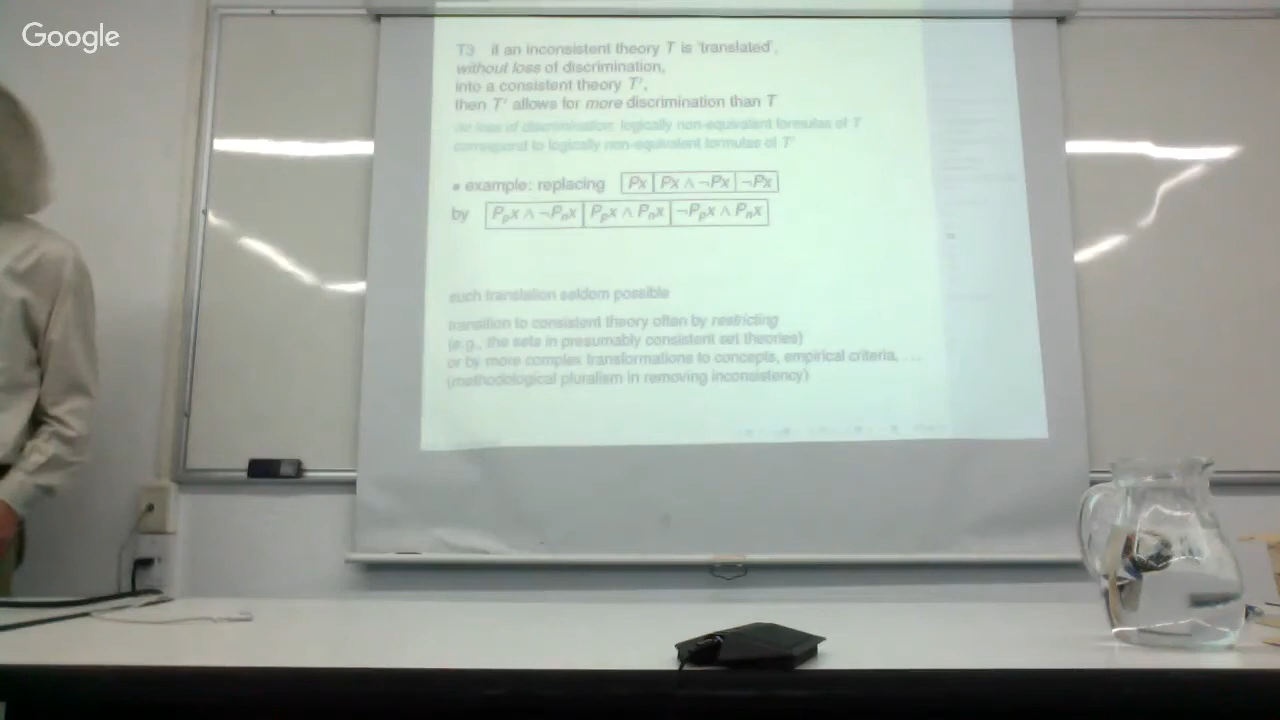 Google
T3 if an inconsistent theory T is 'translated',
without loss of discrimination,
into a consistent theory T',
then T' allows for more discrimination than T
no loss of discrimination: logically non-equivalent formulas of T
correspond to logically non-equivalent formulas of T'
• example: replacing Px Px ∧ ¬Px ¬Px
by Ppx ∧ ¬Pnx Ppx ∧ Pnx ¬Ppx ∧ Pnx
such translation seldom possible
transition to consistent theory often by restricting
(e.g., the sets in presumably consistent set theories)
or by more complex transformations to concepts, empirical criteria, ...
(methodological pluralism in removing inconsistency)